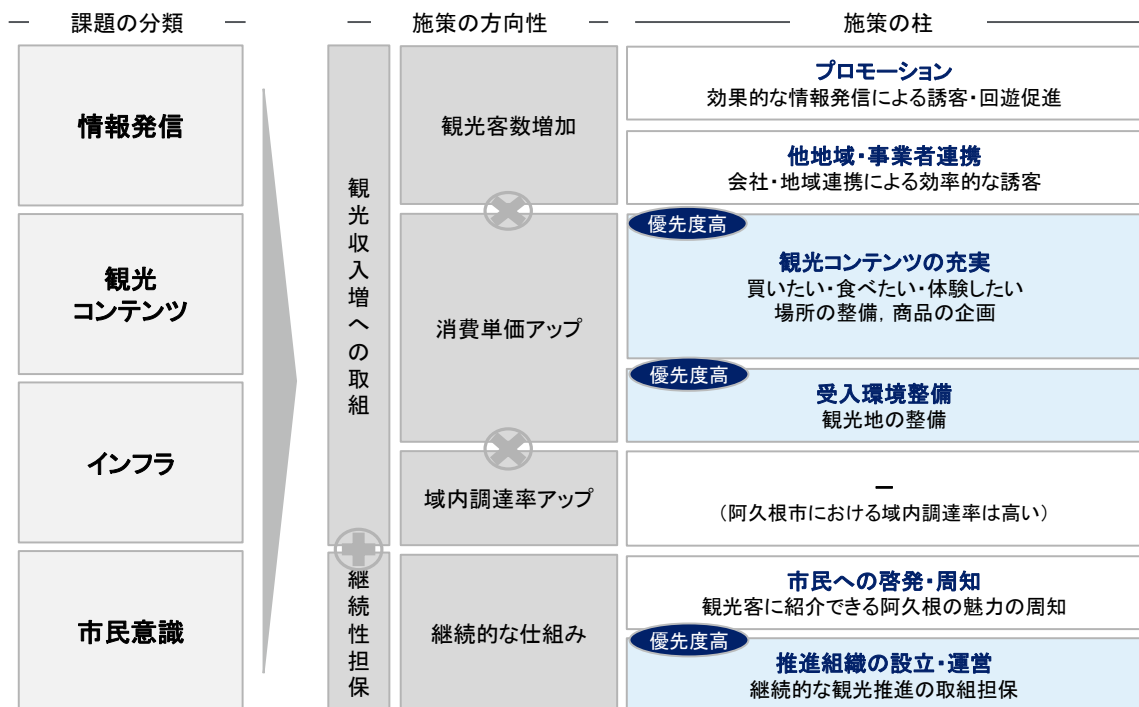 課題の分類
施策の方向性
施策の柱
情報発信
観光
コンテンツ
インフラ
市民意識
観光収入増への取組
継続性担保
観光客数増加
消費単価アップ
域内調達率アップ
継続的な仕組み
プロモーション
効果的な情報発信による誘客・回遊促進
他地域・事業者連携
会社・地域連携による効率的な誘客
優先度高
観光コンテンツの充実
買いたい・食べたい・体験したい
場所の整備, 商品の企画
優先度高
受入環境整備
観光地の整備
－
（阿久根市における域内調達率は高い）
市民への啓発・周知
観光客に紹介できる阿久根の魅力の周知
優先度高
推進組織の設立・運営
継続的な観光推進の取組担保